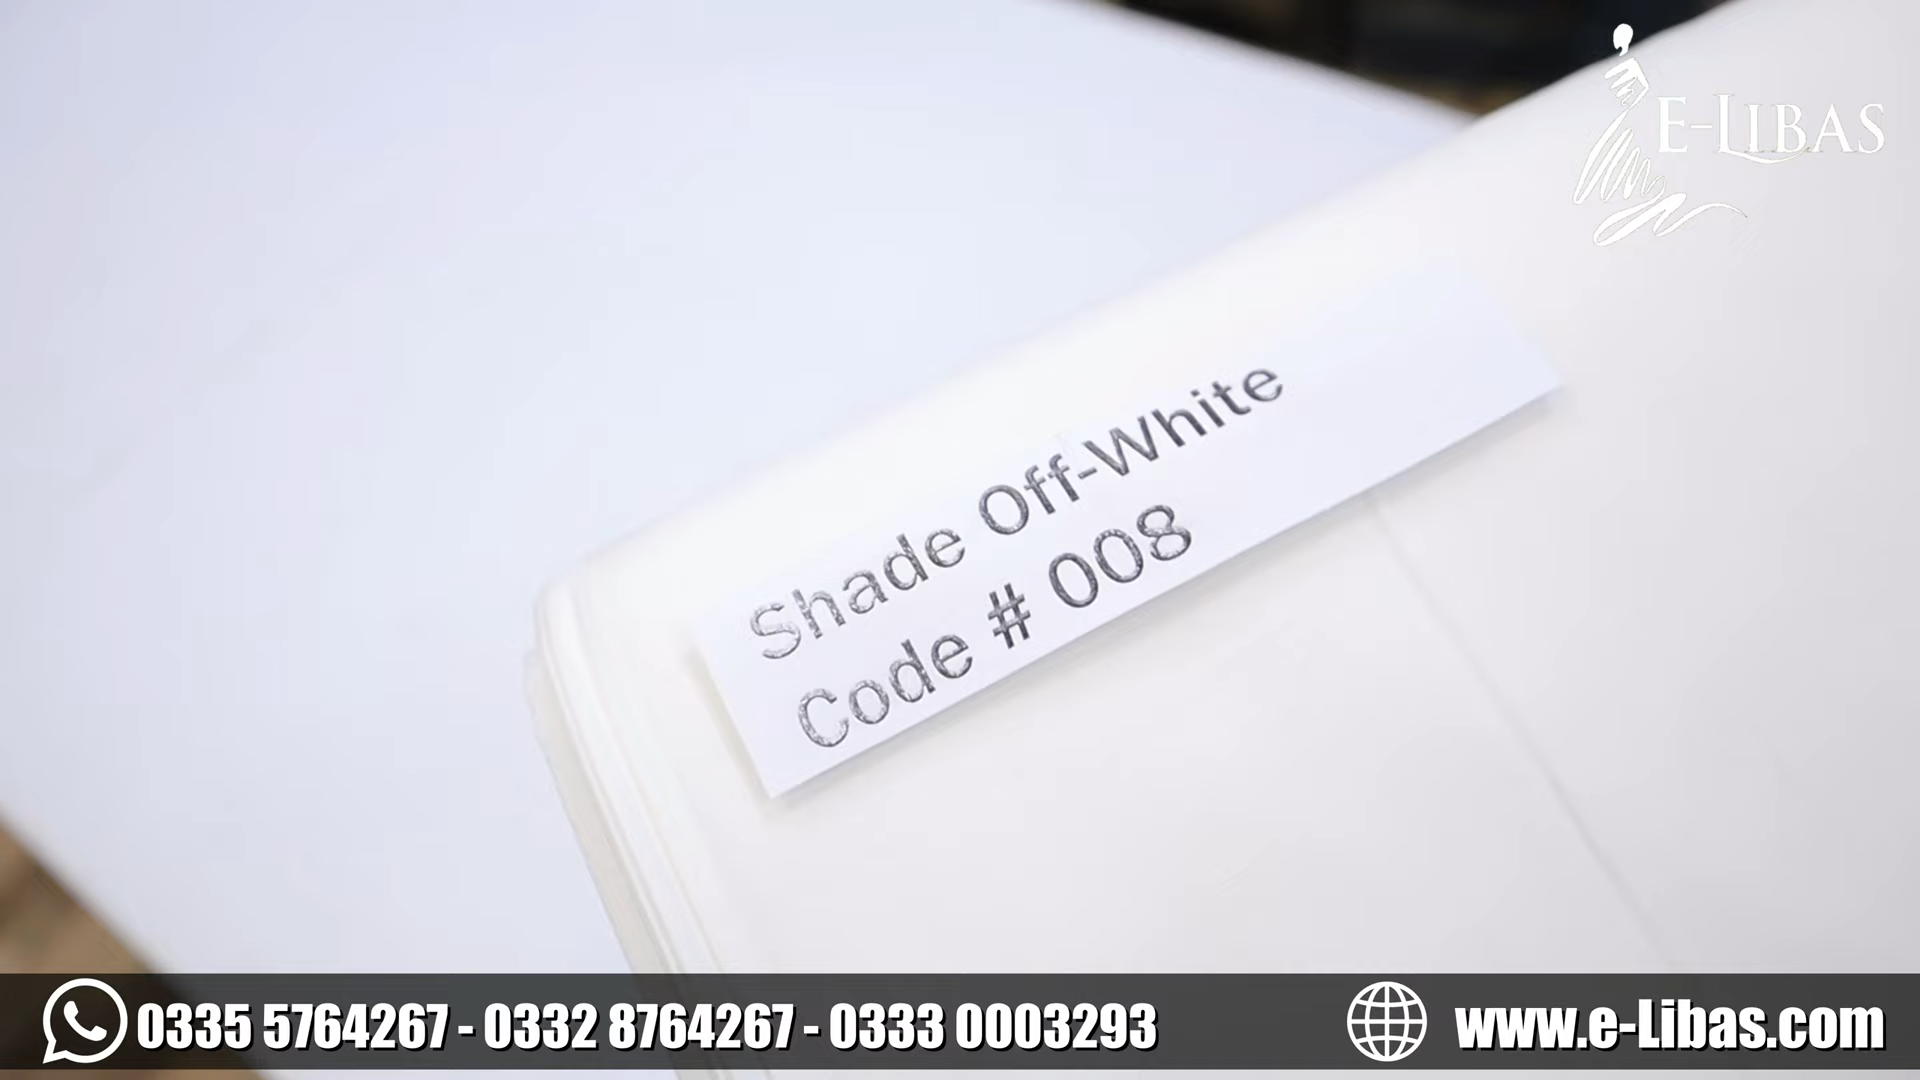 E-LIBAS
Shade Off-White
Code # 008
0335 5764267 - 0332 8764267 - 0333 0003293
www.e-Libas.com